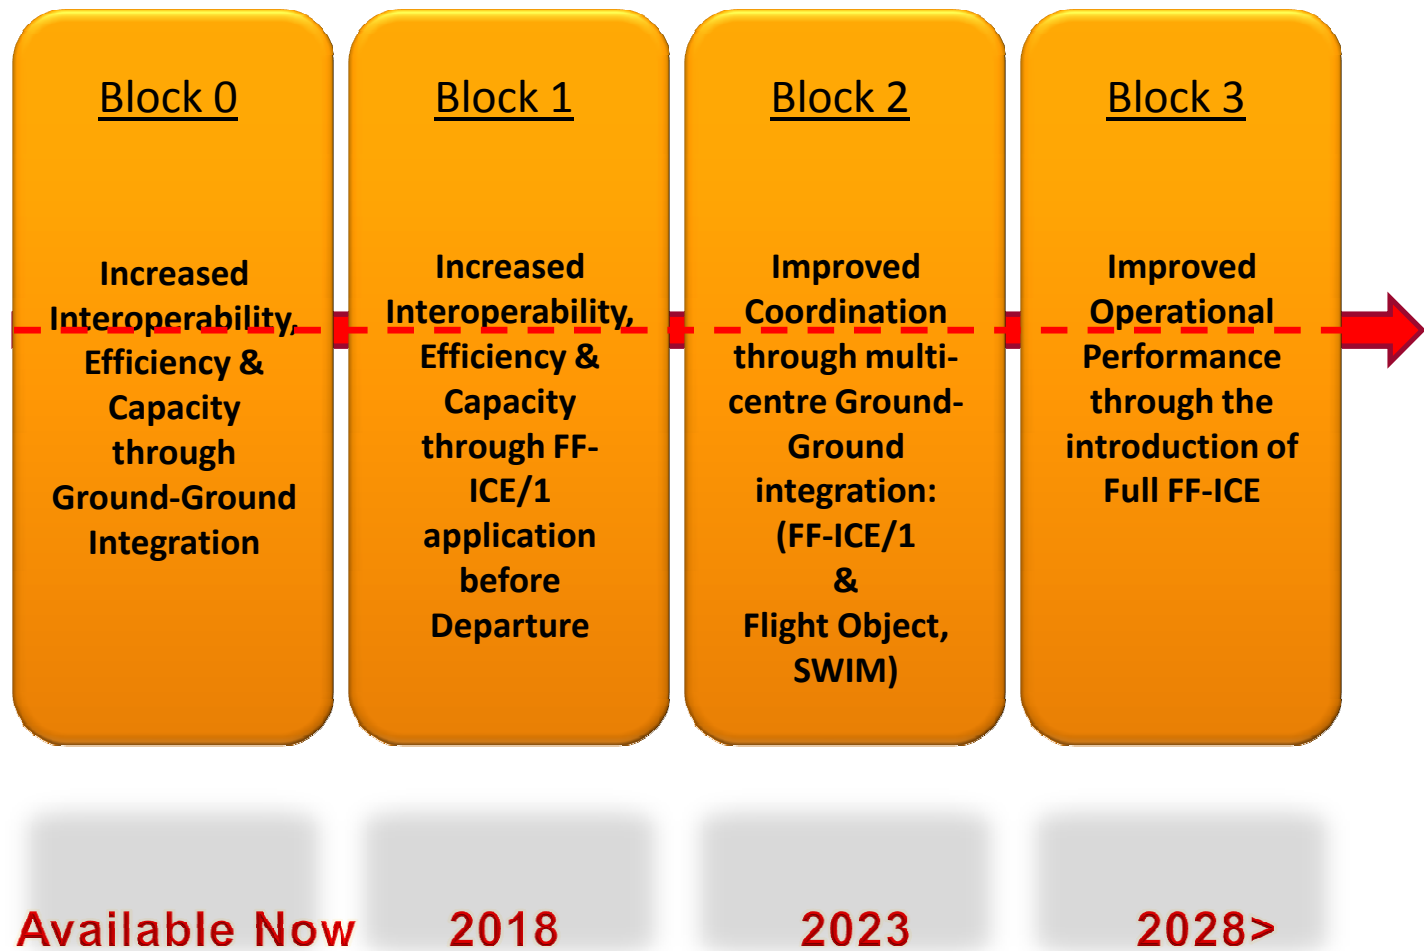 Block 0
Increased
Interoperability,
Efficiency &
Capacity
through
Ground-Ground
Integration
Block 1
Increased
Interoperability,
Efficiency &
Capacity
through FF-
ICE/1
application
before
Departure
Block 2
Improved
Coordination
through multi-
centre Ground-
Ground
integration:
(FF-ICE/1
&
Flight Object,
SWIM)
Block 3
Improved
Operational
Performance
through the
introduction of
Full FF-ICE
Available Now
2018
2023
2028>